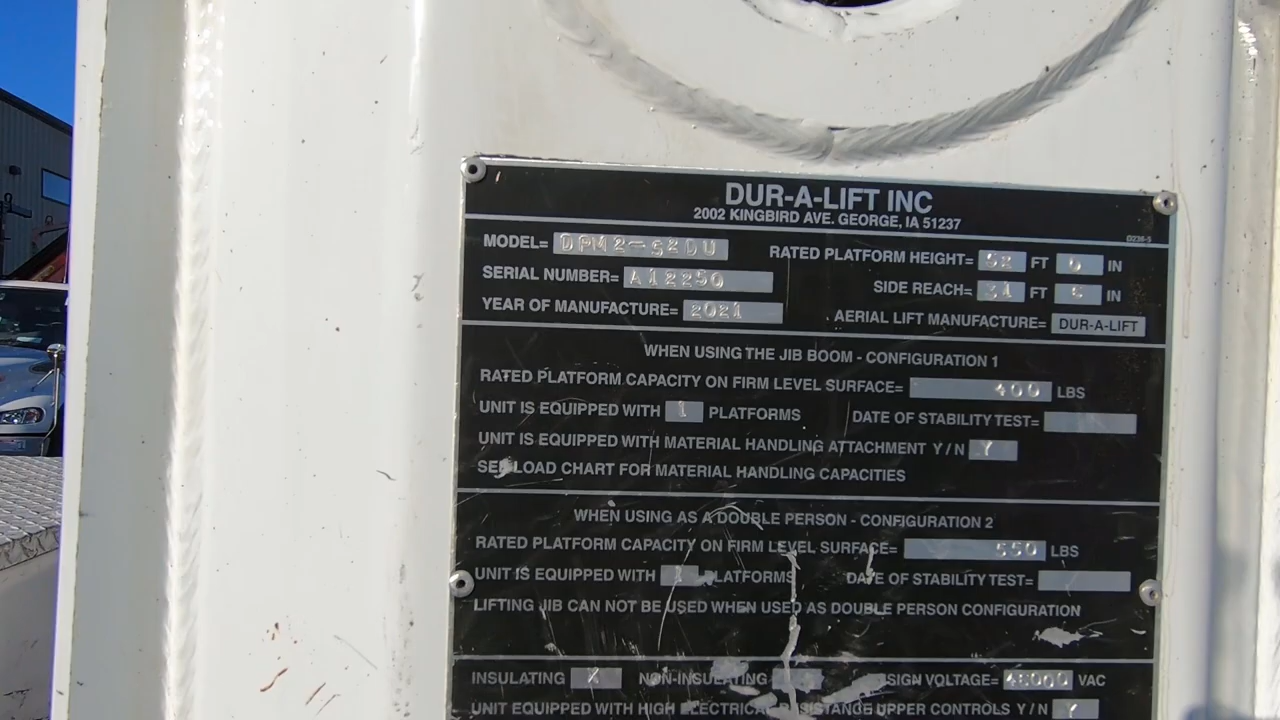 DUR-A-LIFT INC
2002 KINGBIRD AVE. GEORGE, IA 51237
0236-5
MODEL= DPM2-52DU
RATED PLATFORM HEIGHT= 52 FT 0 IN
SERIAL NUMBER= A12250
SIDE REACH= FT IN
YEAR OF MANUFACTURE= 2021
AERIAL LIFT MANUFACTURE= DUR-A-LIFT
WHEN USING THE JIB BOOM - CONFIGURATION 1
RATED PLATFORM CAPACITY ON FIRM LEVEL SURFACE= 400 LBS
UNIT IS EQUIPPED WITH 1 PLATFORMS DATE OF STABILITY TEST=
UNIT IS EQUIPPED WITH MATERIAL HANDLING ATTACHMENT Y / N Y
SEE LOAD CHART FOR MATERIAL HANDLING CAPACITIES
WHEN USING AS A DOUBLE PERSON - CONFIGURATION 2
RATED PLATFORM CAPACITY ON FIRM LEVEL SURFACE= 550 LBS
UNIT IS EQUIPPED WITH 1 PLATFORMS DATE OF STABILITY TEST=
LIFTING JIB CAN NOT BE USED WHEN USED AS DOUBLE PERSON CONFIGURATION
INSULATING X NON-INSULATING DESIGN VOLTAGE= 46000 VAC
UNIT EQUIPPED WITH HIGH ELECTRICAL RESISTANCE UPPER CONTROLS Y / N Y